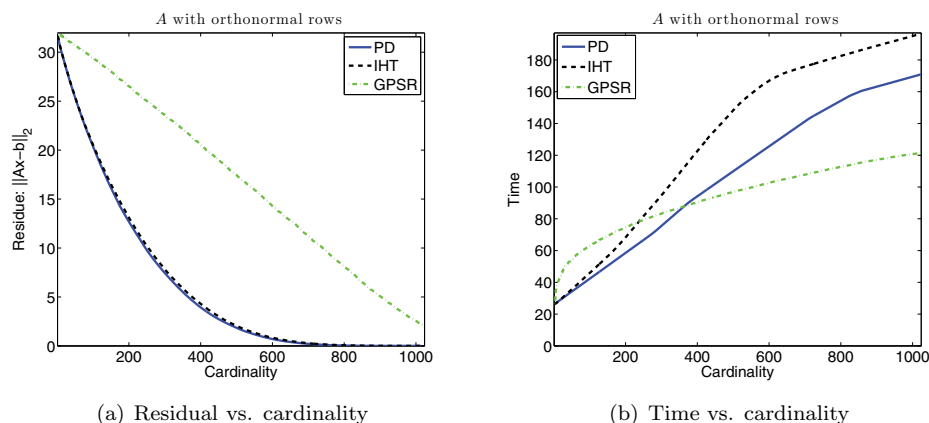 A with orthonormal rows
30
25
20
15
10
5
0
Residue: ||Ax−b||2
PD
IHT
GPSR
200
400
600
800
1000
Cardinality
(a) Residual vs. cardinality
A with orthonormal rows
180
160
140
120
100
80
60
40
20
0
Time
PD
IHT
GPSR
200
400
600
800
1000
Cardinality
(b) Time vs. cardinality